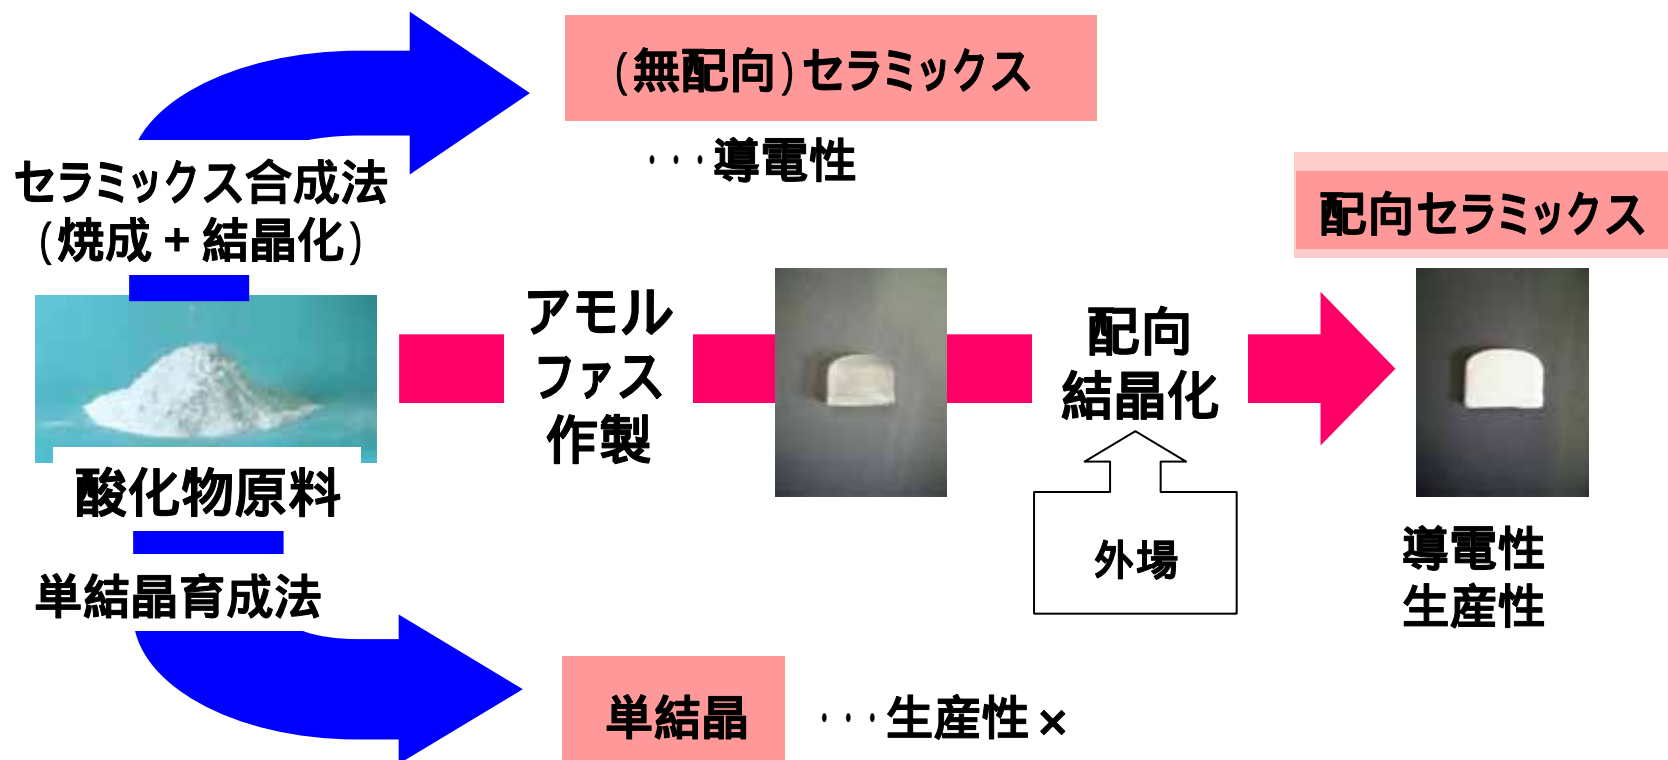 (無配向)セラミックス
･･･導電性
セラミックス合成法
(焼成+結晶化)
配向セラミックス
アモル
ファス
作製
配向
結晶化
酸化物原料
外場
導電性
生産性
単結晶育成法
単結晶
･･･生産性×